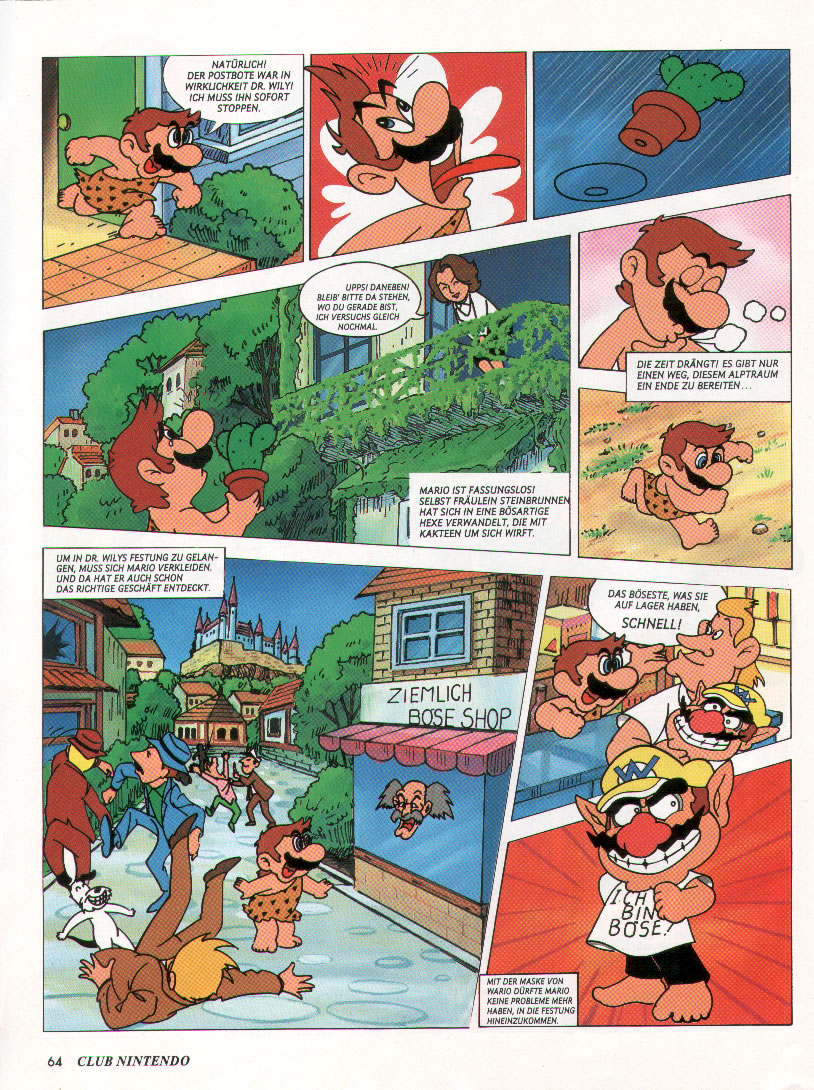 NATÜRLICH!
DER POSTBOTE WAR IN
WIRKLICHKEIT DR. WILY!
ICH MUSS IHN SOFORT
STOPPEN.
UPPS! DANEBEN!
BLEIB' BITTE DA STEHEN,
WO DU GERADE BIST,
ICH VERSUCHS GLEICH
NOCHMAL.
MARIO IST FASSUNGSLOS!
SELBST FRÄULEIN STEINBRUNNEN
HAT SICH IN EINE BÖSARTIGE
HEXE VERWANDELT, DIE MIT
KAKTEEN UM SICH WIRFT.
DIE ZEIT DRÄNGT! ES GIBT NUR
EINEN WEG, DIESEM ALPTRAUM
EIN ENDE ZU BEREITEN...
UM IN DR. WILYS FESTUNG ZU GELAN-
GEN, MUSS SICH MARIO VERKLEIDEN.
UND DA HAT ER AUCH SCHON
DAS RICHTIGE GESCHÄFT ENTDECKT.
ZIEMLICH
BÖSE SHOP
DAS BÖSESTE, WAS SIE
AUF LAGER HABEN,
SCHNELL!
W
W
ICH
BIN
BÖSE!
MIT DER MASKE VON
WARIO DÜRFTE MARIO
KEINE PROBLEME MEHR
HABEN, IN DIE FESTUNG
HINEINZUKOMMEN.
64 CLUB NINTENDO